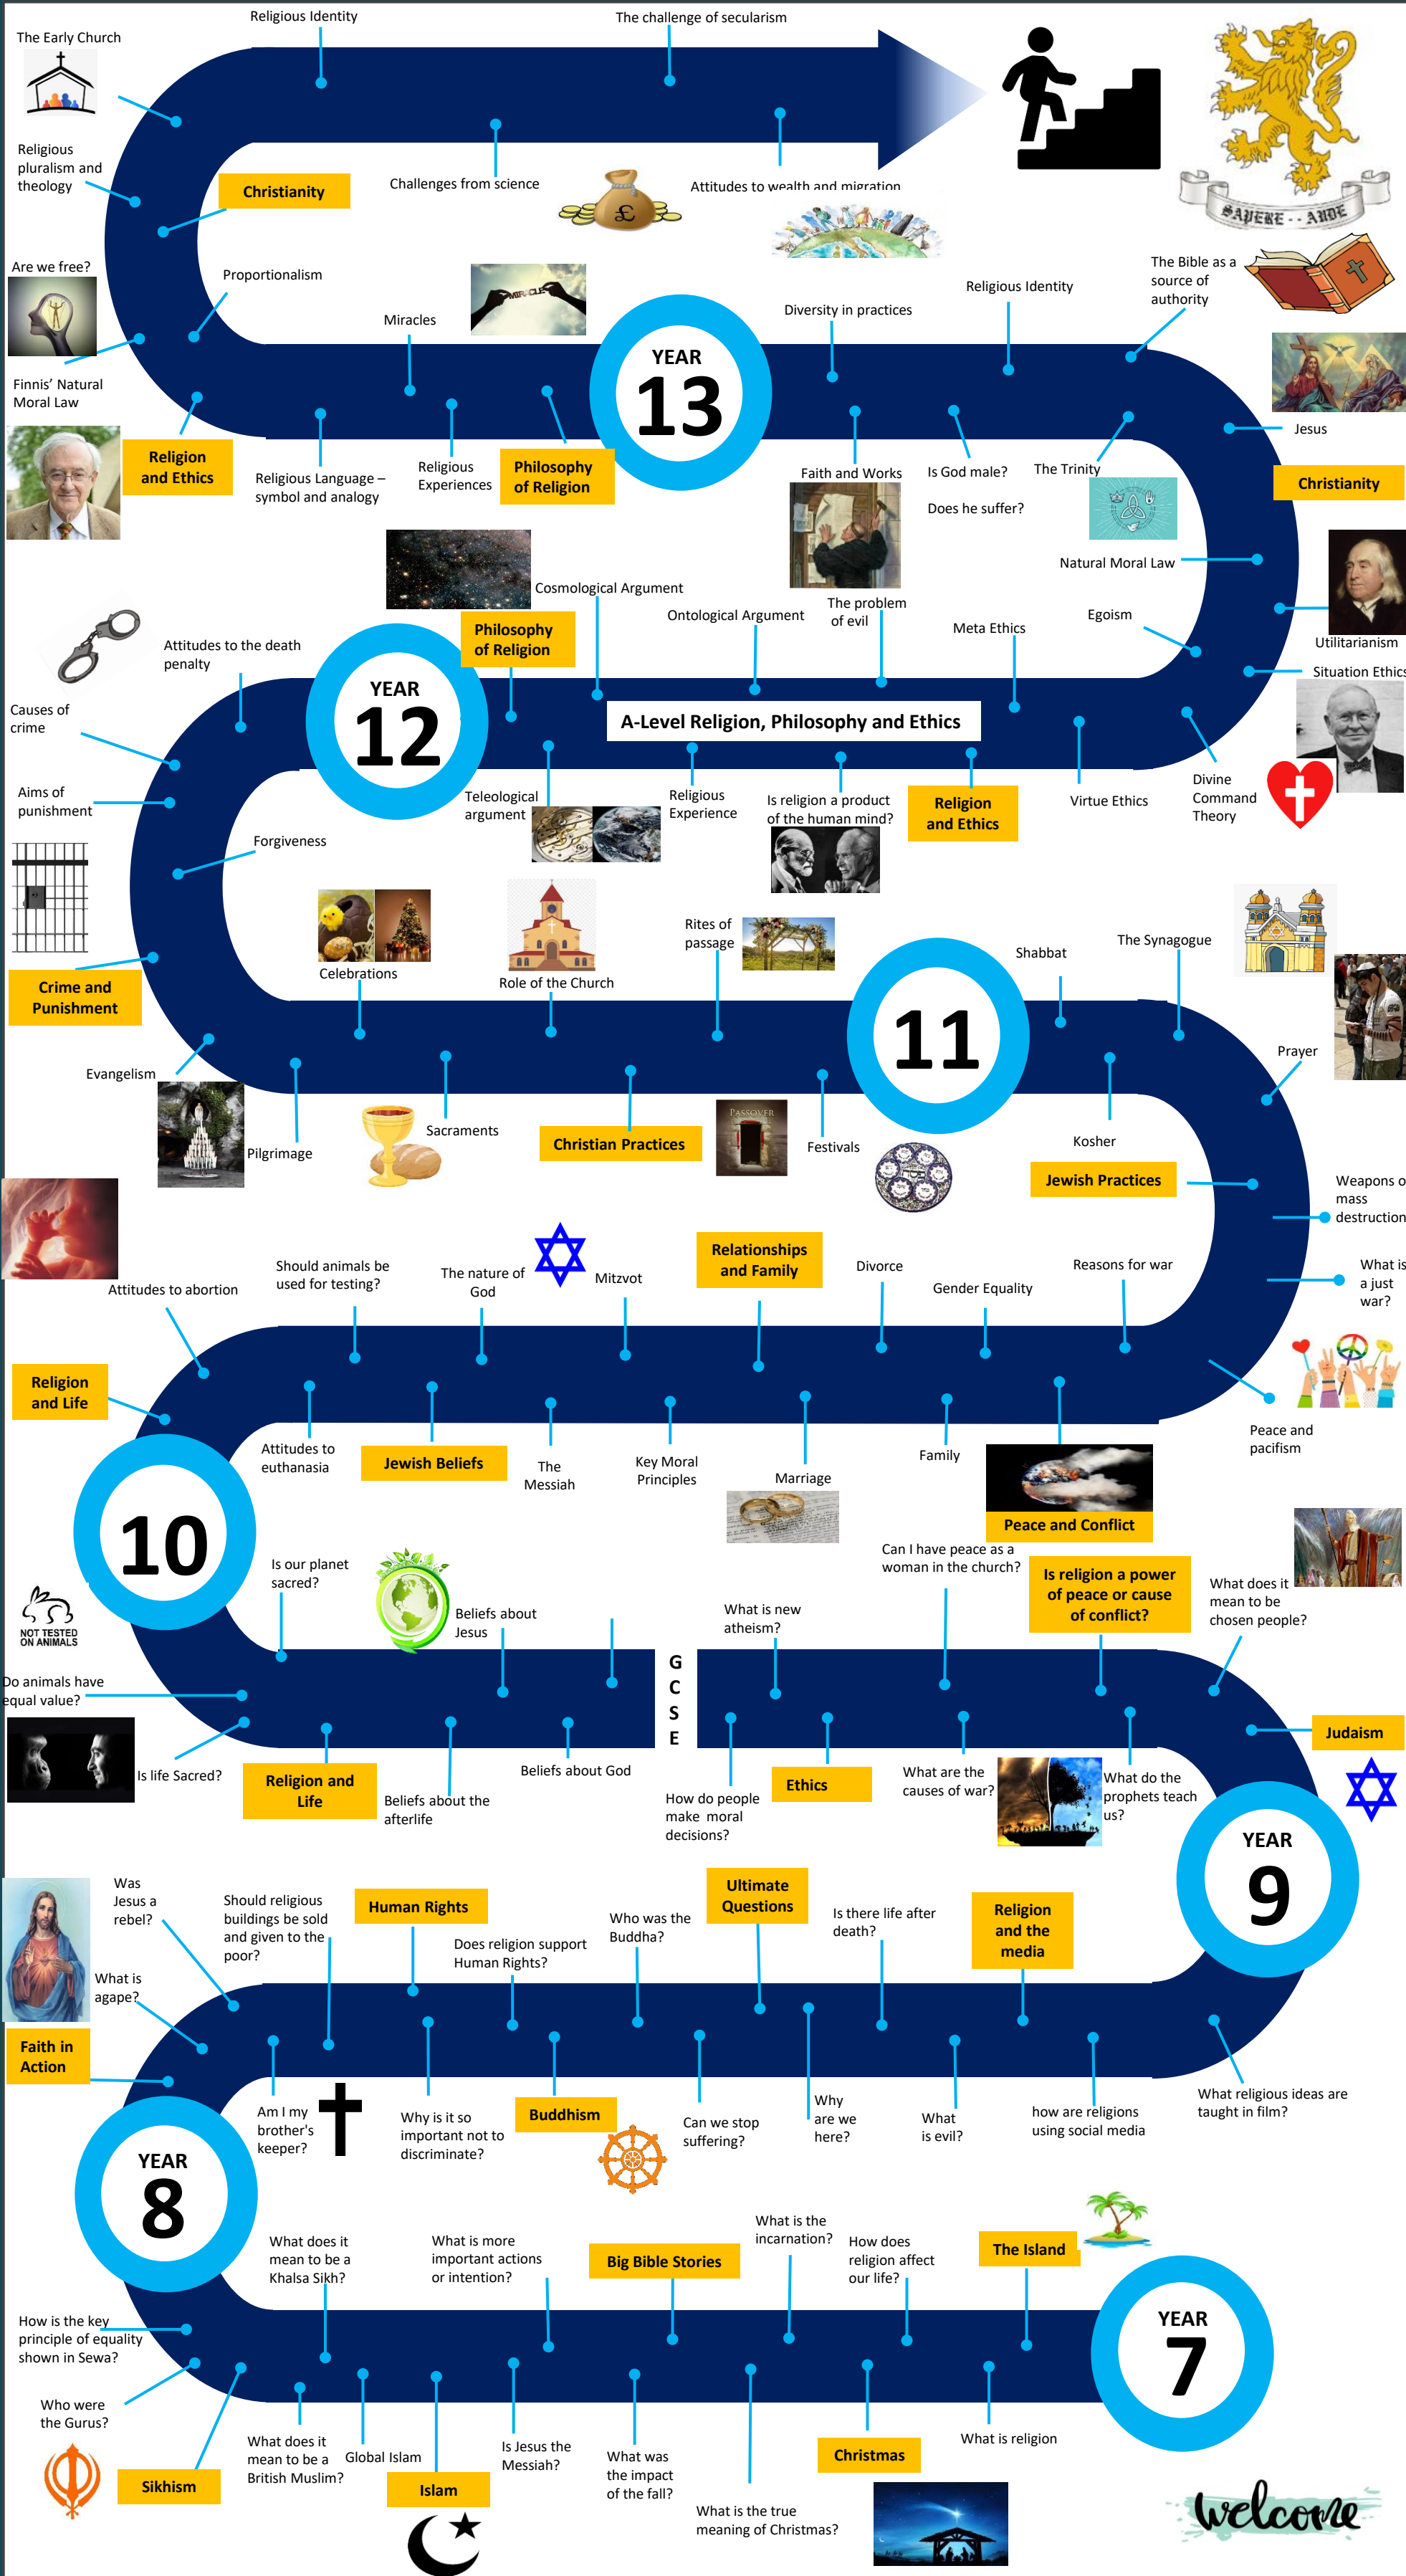 Religious Identity
The challenge of secularism
The Early Church
Religious
pluralism and
theology
Christianity
Challenges from science
£
Attitudes to wealth and migration
SAPERE -- AUDE
Are we free?
Proportionalism
Miracles
MIRACLE
YEAR
13
Diversity in practices
Religious Identity
The Bible as a
source of
authority
Jesus
Finnis’ Natural
Moral Law
Religion
and Ethics
Religious Language –
symbol and analogy
Religious
Experiences
Philosophy
of Religion
Faith and Works
Is God male?
Does he suffer?
The Trinity
Christianity
Natural Moral Law
Utilitarianism
Egoism
Situation Ethics
Cosmological Argument
Ontological Argument
The problem
of evil
Meta Ethics
Philosophy
of Religion
YEAR
12
Attitudes to the death
penalty
Causes of
crime
Aims of
punishment
Forgiveness
A-Level Religion, Philosophy and Ethics
Teleological
argument
Religious
Experience
Is religion a product
of the human mind?
Religion
and Ethics
Virtue Ethics
Divine
Command
Theory
Crime and
Punishment
Celebrations
Role of the Church
Rites of
passage
11
Shabbat
The Synagogue
Prayer
Evangelism
Pilgrimage
Sacraments
Christian Practices
PASSOVER
Festivals
Kosher
Jewish Practices
Weapons o
mass
destruction
What is
a just
war?
Attitudes to abortion
Should animals be
used for testing?
The nature of
God
Mitzvot
Relationships
and Family
Divorce
Gender Equality
Reasons for war
Religion
and Life
Attitudes to
euthanasia
Jewish Beliefs
The
Messiah
Key Moral
Principles
Marriage
Family
Peace and Conflict
Peace and
pacifism
10
NOT TESTED
ON ANIMALS
Is our planet
sacred?
Beliefs about
Jesus
What is new
atheism?
Can I have peace as a
woman in the church?
Is religion a power
of peace or cause
of conflict?
What does it
mean to be
chosen people?
G
C
S
E
Do animals have
equal value?
Is life Sacred?
Religion and
Life
Beliefs about the
afterlife
Beliefs about God
How do people
make moral
decisions?
Ethics
What are the
causes of war?
What do the
prophets teach
us?
Judaism
YEAR
9
Was
Jesus a
rebel?
What is
agape?
Should religious
buildings be sold
and given to the
poor?
Human Rights
Does religion support
Human Rights?
Who was the
Buddha?
Ultimate
Questions
Is there life after
death?
Religion
and the
media
Faith in
Action
Am I my
brother's
keeper?
Why is it so
important not to
discriminate?
Buddhism
Can we stop
suffering?
Why
are we
here?
What
is evil?
how are religions
using social media
What religious ideas are
taught in film?
YEAR
8
What does it
mean to be a
Khalsa Sikh?
What is more
important actions
or intention?
Big Bible Stories
What is the
incarnation?
How does
religion affect
our life?
The Island
YEAR
7
How is the key
principle of equality
shown in Sewa?
Who were
the Gurus?
Sikhism
What does it
mean to be a
British Muslim?
Global Islam
Islam
Is Jesus the
Messiah?
What was
the impact
of the fall?
What is the true
meaning of Christmas?
Christmas
What is religion
welcome